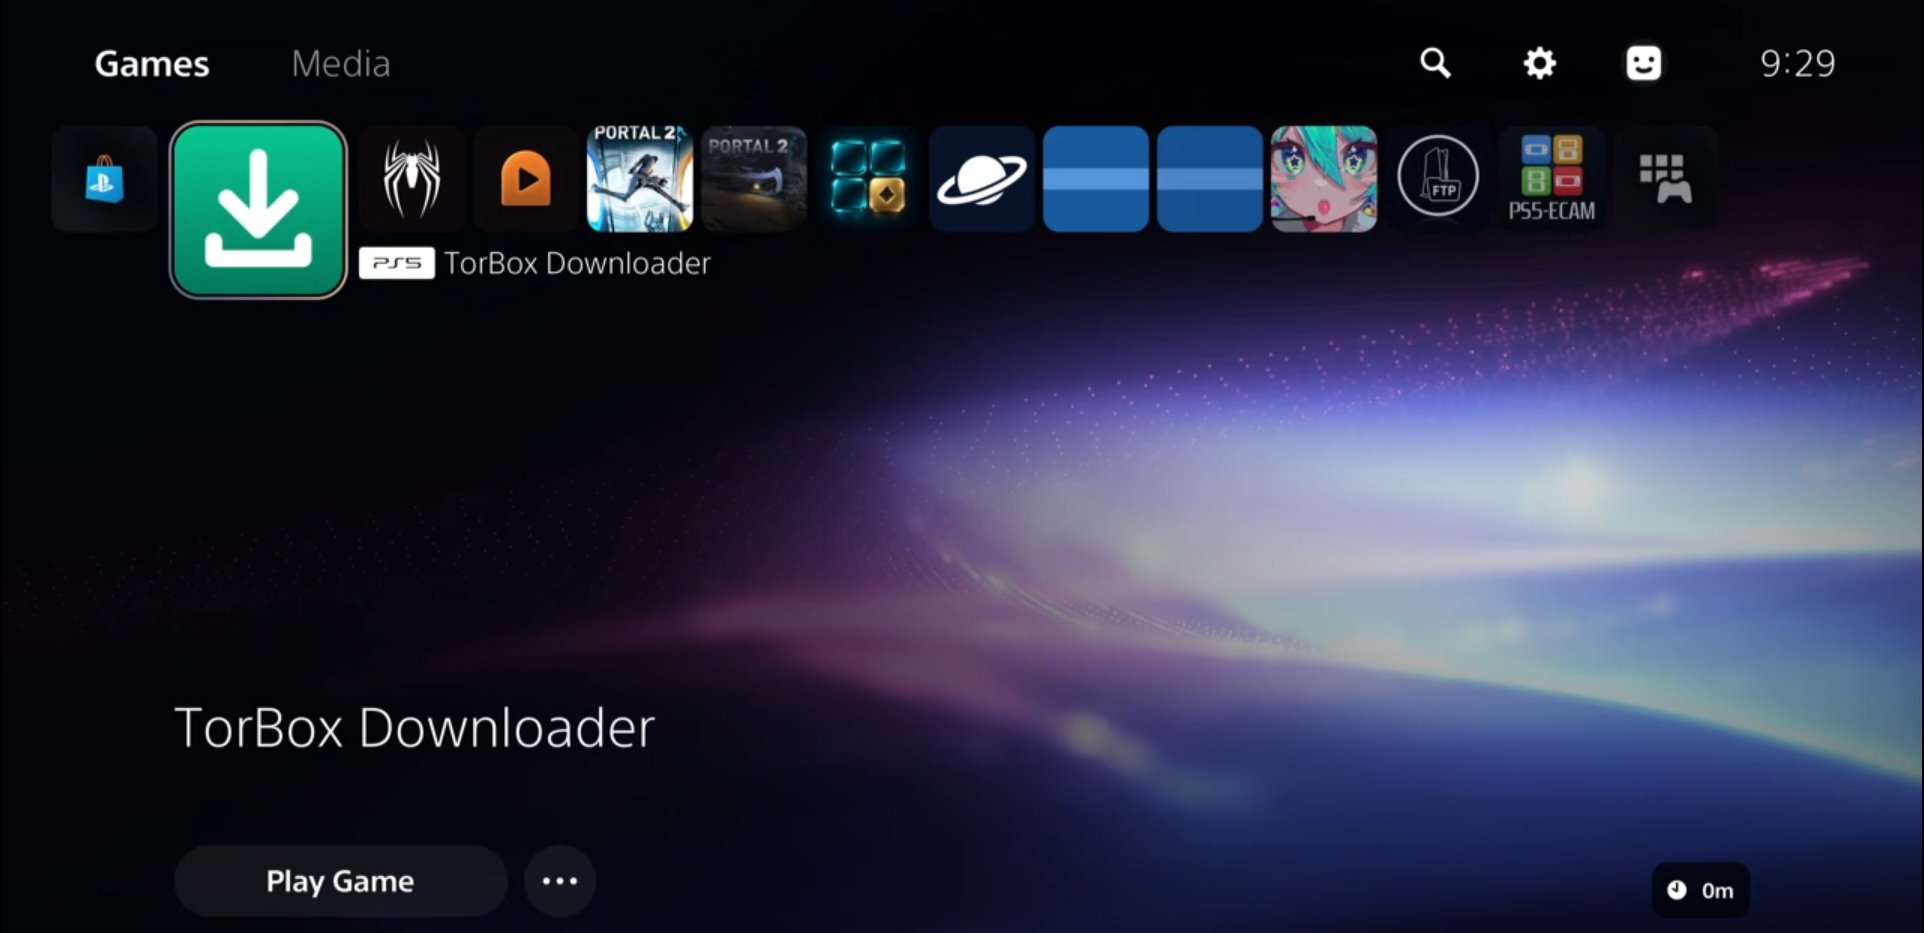 Games Media 9:29
PORTAL 2
PORTAL 2
FTP
PS5-ECAM
PS5 TorBox Downloader
TorBox Downloader
Play Game ...
0m